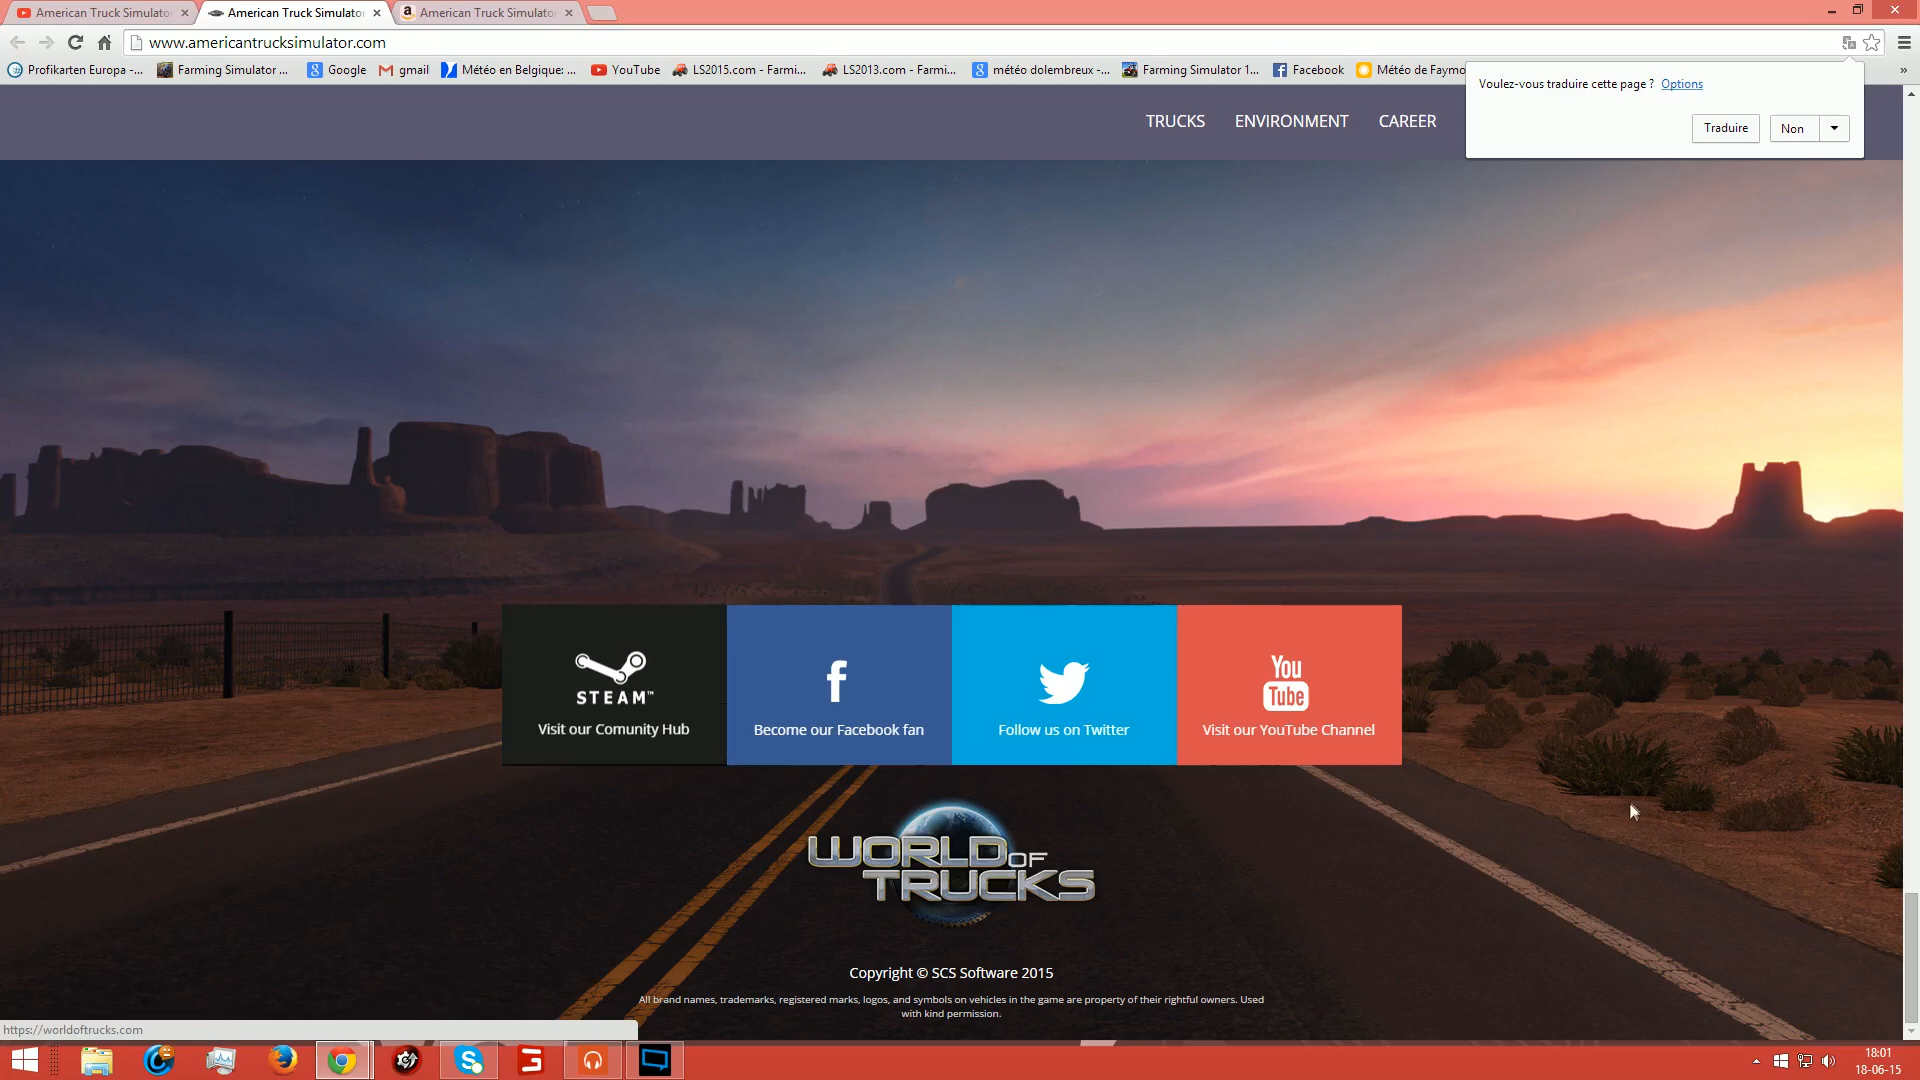 American Truck Simulator
American Truck Simulator
American Truck Simulator
www.americantrucksimulator.com
Profikarten Europa -...
Farming Simulator ...
Google
gmail
Météo en Belgique: ...
YouTube
LS2015.com - Farmi...
LS2013.com - Farmi...
météo dolembreux -...
Farming Simulator 1...
Facebook
Météo de Faymo
»
Voulez-vous traduire cette page ? Options
Traduire
Non
TRUCKS
ENVIRONMENT
CAREER
STEAM™
Visit our Comunity Hub
Become our Facebook fan
Follow us on Twitter
You
Tube
Visit our YouTube Channel
WORLD OF
TRUCKS
Copyright © SCS Software 2015
All brand names, trademarks, registered marks, logos, and symbols on vehicles in the game are property of their rightful owners. Used
with kind permission.
https://worldoftrucks.com
18:01
18-06-15